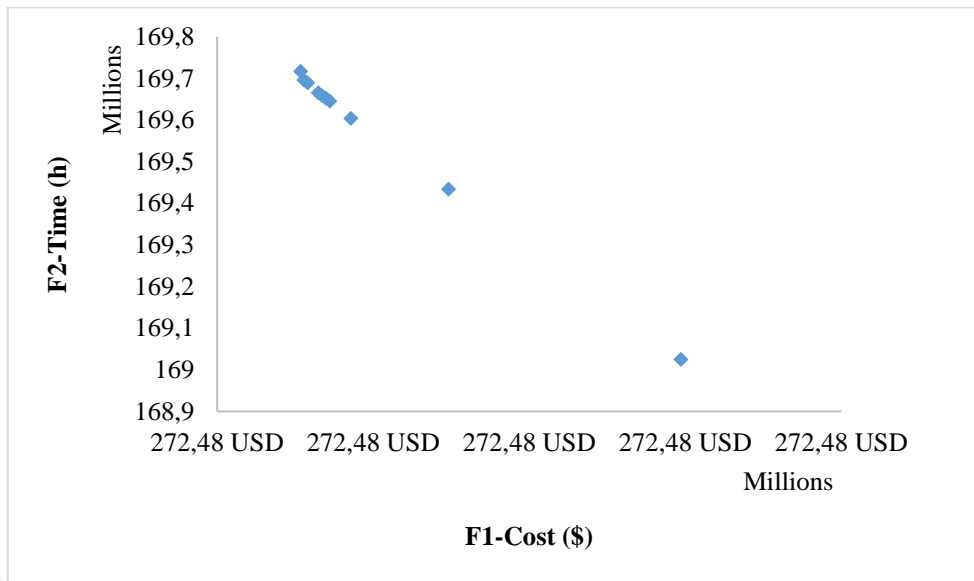 169,8
169,7
169,6
169,5
169,4
169,3
169,2
169,1
169
168,9
Millions
F2-Time (h)
272,48 USD 272,48 USD 272,48 USD 272,48 USD 272,48 USD
Millions
F1-Cost ($)